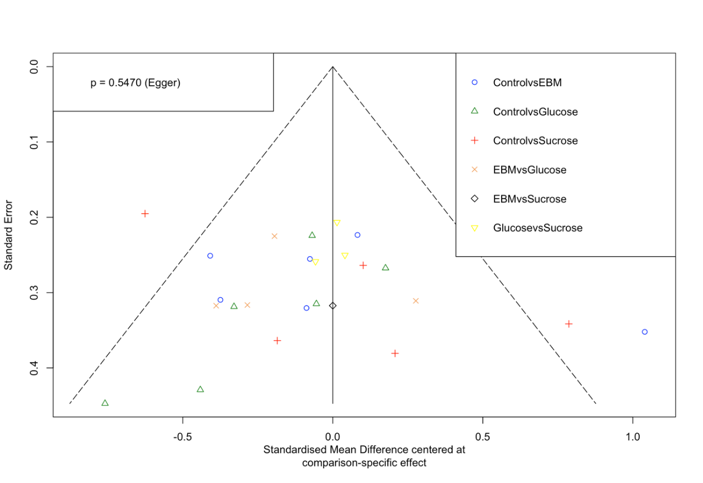 p = 0.5470 (Egger)
ControlvsEBM
ControlvsGlucose
ControlvsSucrose
EBMvsGlucose
EBMvsSucrose
GlucosevsSucrose
Standard Error
0.0
0.1
0.2
0.3
0.4
-0.5
0.0
0.5
1.0
Standardised Mean Difference centered at
comparison-specific effect